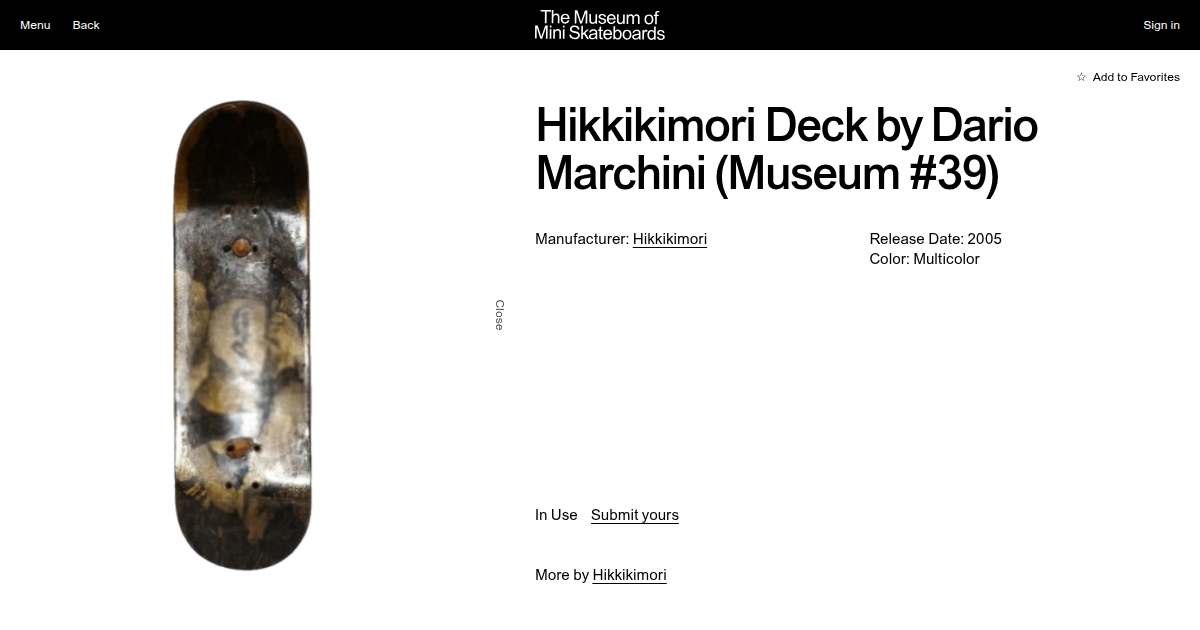 Menu
Back
The Museum of
Mini Skateboards
Sign in
☆ Add to Favorites
Hikkikimori Deck by Dario
Marchini (Museum #39)
Manufacturer: Hikkikimori
Release Date: 2005
Color: Multicolor
Close
In Use Submit yours
More by Hikkikimori